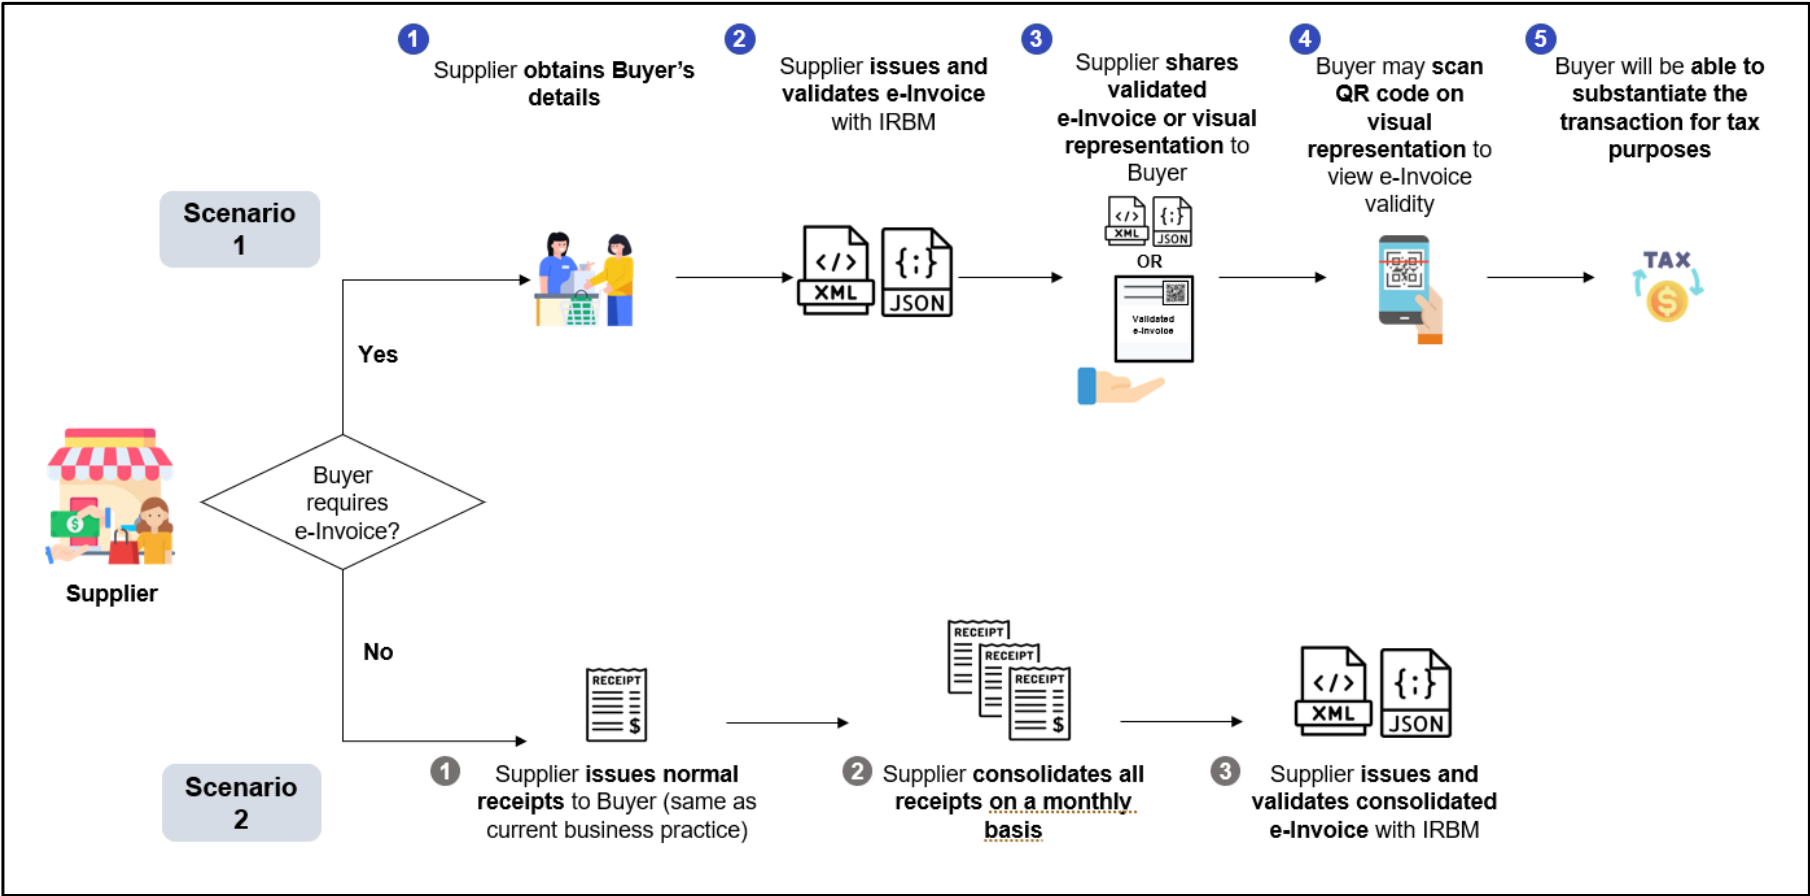 1
Supplier obtains Buyer's
details
2
Supplier issues and
validates e-Invoice
with IRBM
3
Supplier shares
validated
e-Invoice or visual
representation to
Buyer
4
Buyer may scan
QR code on
visual
representation to
view e-Invoice
validity
5
Buyer will be able to
substantiate the
transaction for tax
purposes
Scenario
1
</>
XML
{;}
JSON
</>
XML
{;}
JSON
OR
Validated
e-Invoice
TAX
$
Yes
Buyer
requires
e-Invoice?
$
Supplier
No
RECEIPT
$
RECEIPT
RECEIPT
RECEIPT
$
</>
XML
{;}
JSON
Scenario
2
1
Supplier issues normal
receipts to Buyer (same as
current business practice)
2
Supplier consolidates all
receipts on a monthly
basis
3
Supplier issues and
validates consolidated
e-Invoice with IRBM